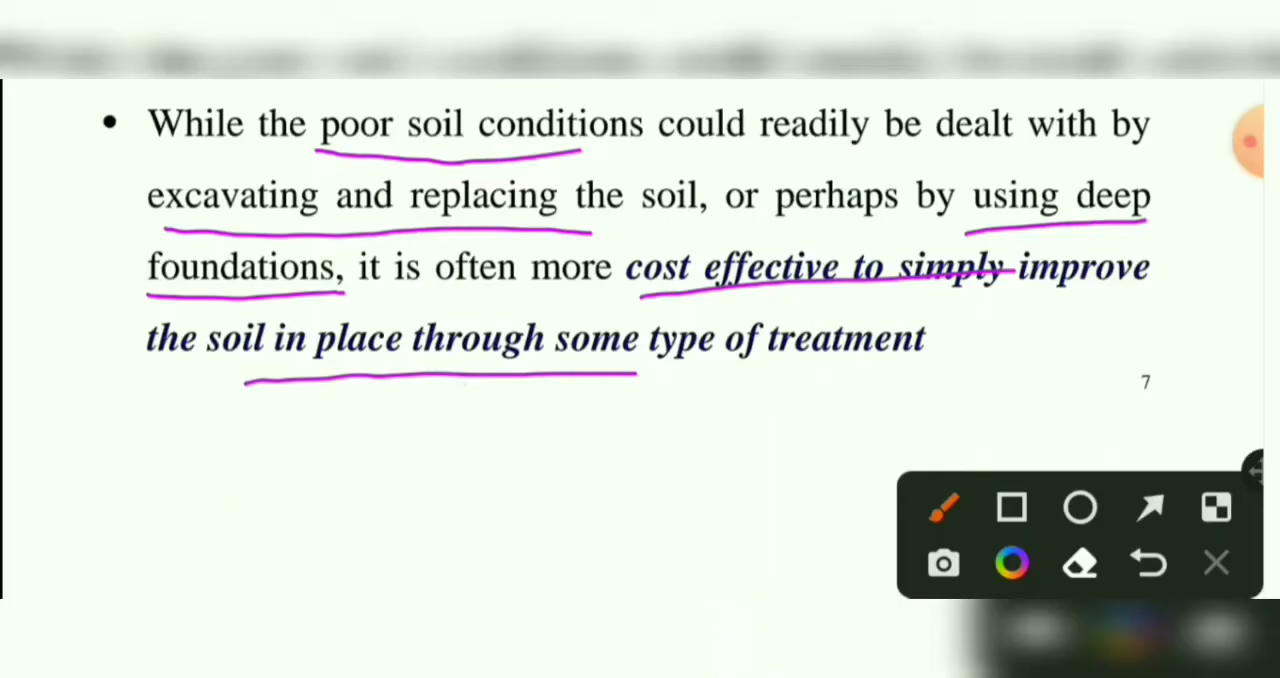 • While the poor soil conditions could readily be dealt with by
excavating and replacing the soil, or perhaps by using deep
foundations, it is often more cost effective to simply improve
the soil in place through some type of treatment
7